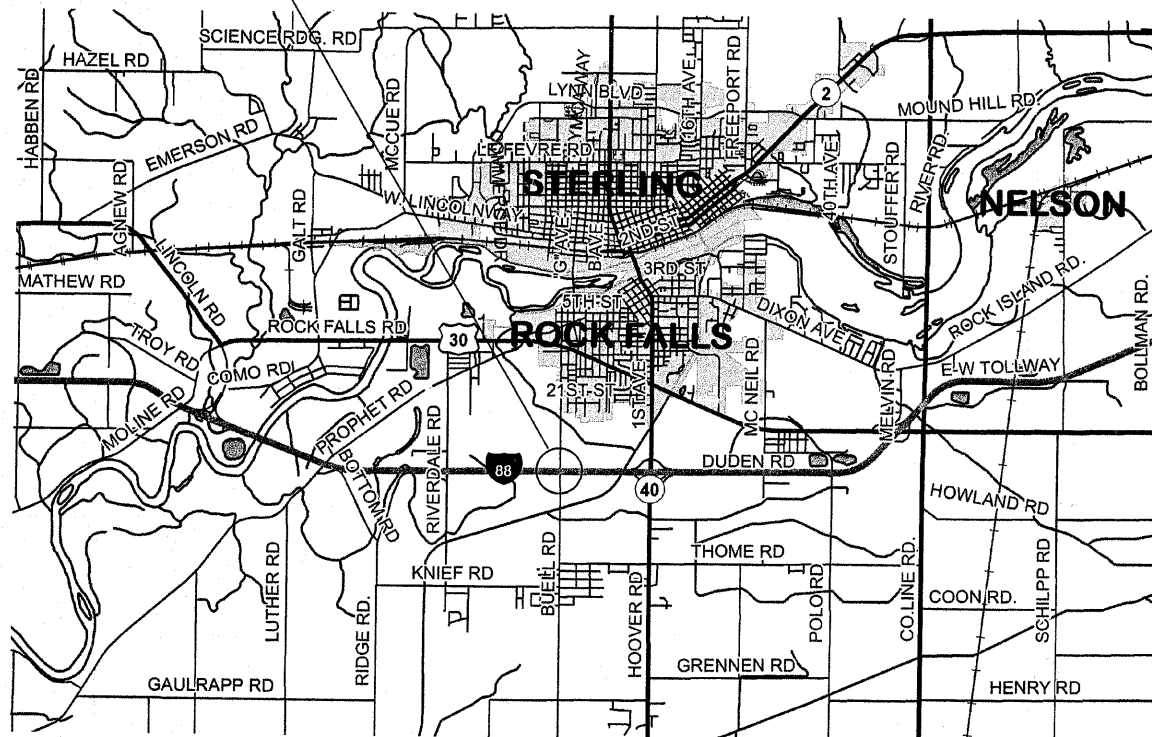 SCIENCE RDG. RD
HAZEL RD
HABBEN RD
EMERSON RD
MCCUE RD
LYNN BLVD
16TH AVE
FREEPORT RD
2
MOUND HILL RD.
LEFEVRE RD
STERLING
W. LINCOLNWAY
AGNEW RD
GALT RD
"G" AVE
B AVE
2ND ST
40TH AVE
STOUFFER RD
RIVER RD.
NELSON
LINCOLN RD
MATHEW RD
3RD ST
5TH ST
DIXON AVE
ROCK ISLAND RD.
BOLLMAN RD.
TROY RD
ROCK FALLS RD
30
ROCK FALLS
COMO RD
E-W TOLLWAY
MOLINE RD
PROPHET RD
21ST ST
1ST AVE
MC NEIL RD
MELVIN RD
BOTTOM RD
RIVERDALE RD
88
DUDEN RD
40
HOWLAND RD
THOME RD
KNIEF RD
BUELL RD
HOOVER RD
POLO RD
CO.LINE RD.
COON RD.
SCHILPP RD
LUTHER RD
RIDGE RD.
GRENNEN RD
GAULRAPP RD
HENRY RD